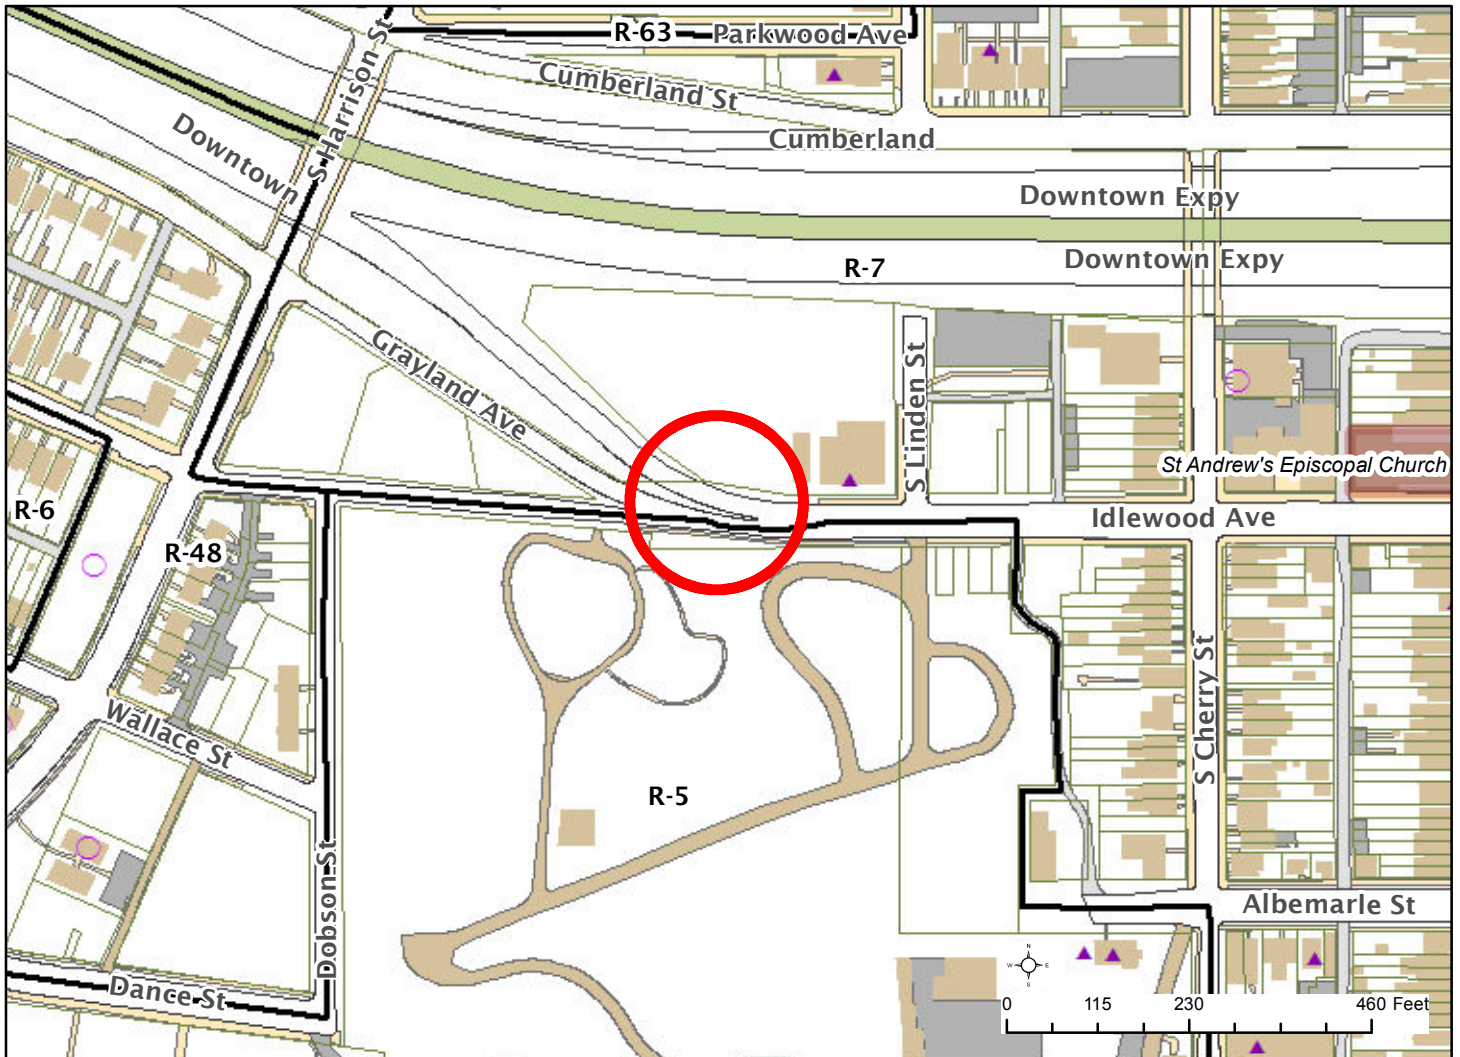 R-63
Parkwood Ave
Cumberland St
S Harrison St
Downtown
Cumberland
Downtown Expy
Downtown Expy
R-7
Grayland Ave
S Linden St
St Andrew's Episcopal Church
Idlewood Ave
R-6
R-48
S Cherry St
Wallace St
R-5
Dobson St
Albemarle St
Dance St
N
W E
S
0 115 230 460 Feet